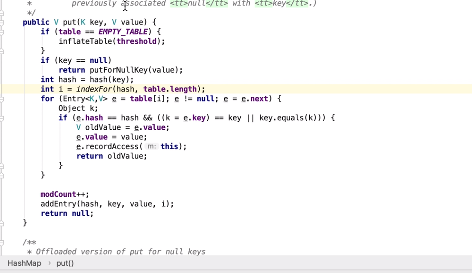 *         previously associated <tt>null</tt> with <tt>key</tt>.)
*/
public V put(K key, V value) {
    if (table == EMPTY_TABLE) {
        inflateTable(threshold);
    }
    if (key == null)
        return putForNullKey(value);
    int hash = hash(key);
    int i = indexFor(hash, table.length);
    for (Entry<K,V> e = table[i]; e != null; e = e.next) {
        Object k;
        if (e.hash == hash && ((k = e.key) == key || key.equals(k))) {
            V oldValue = e.value;
            e.value = value;
            e.recordAccess( m: this);
            return oldValue;
        }
    }
    modCount++;
    addEntry(hash, key, value, i);
    return null;
}
/**
 * Offloaded version of put for null keys
HashMap › put()